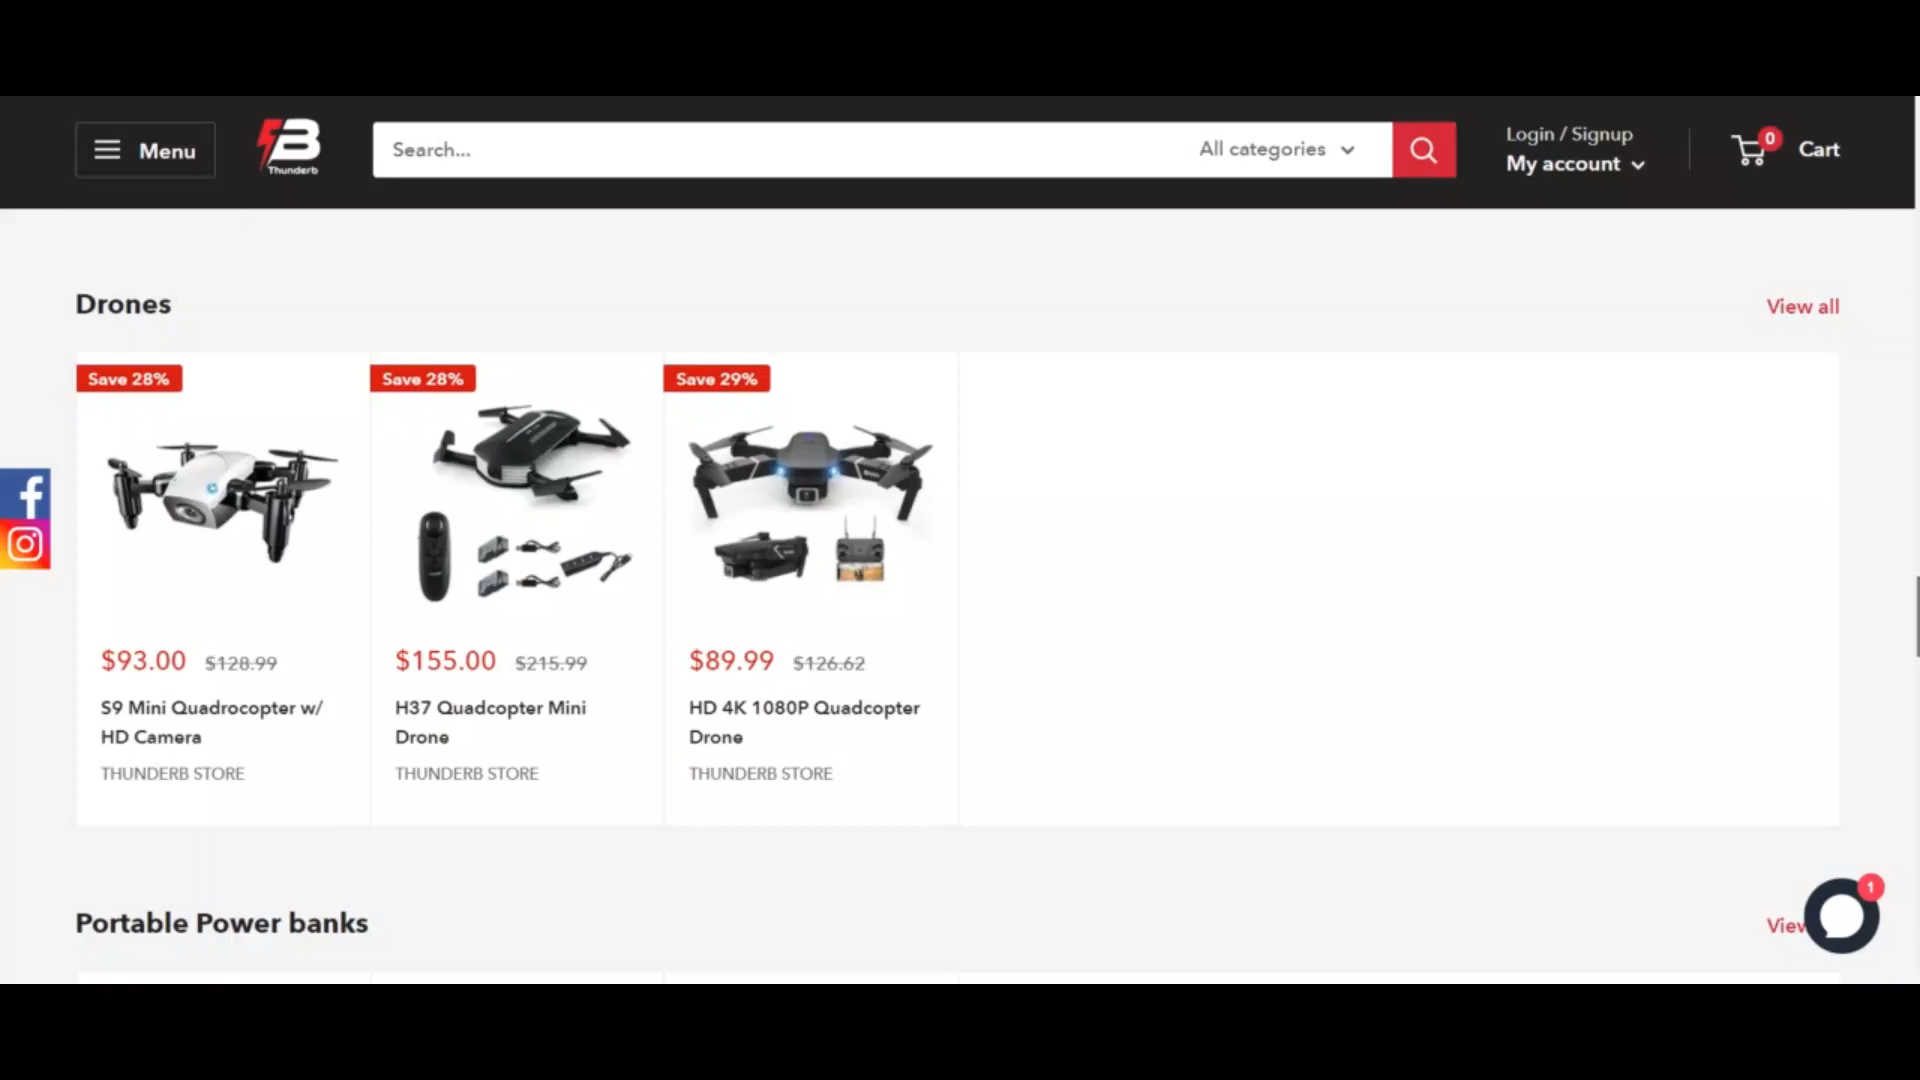 Menu
Thunderb
Search...
All categories
Login / Signup
My account
0
Cart
Drones
View all
Save 28%
Save 28%
Save 29%
$93.00 $128.99
S9 Mini Quadrocopter w/
HD Camera
THUNDERB STORE
$155.00 $215.99
H37 Quadcopter Mini
Drone
THUNDERB STORE
$89.99 $126.62
HD 4K 1080P Quadcopter
Drone
THUNDERB STORE
1
Portable Power banks
View